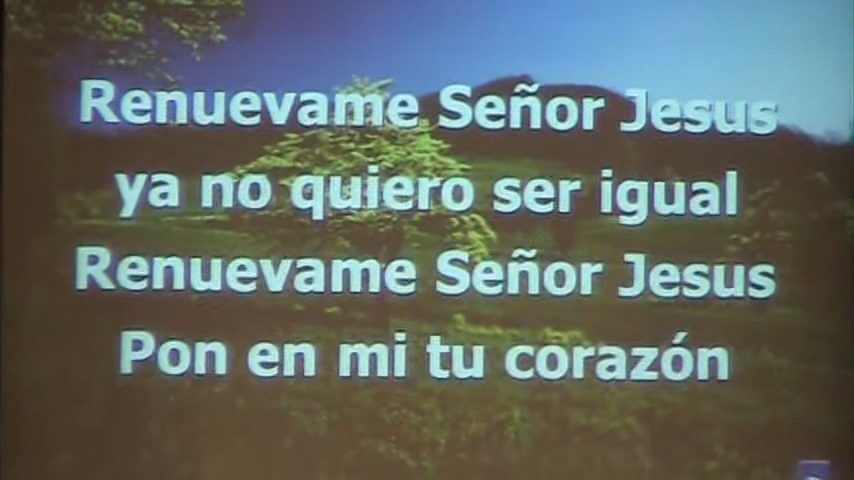 Renuevame Señor Jesus
ya no quiero ser igual
Renuevame Señor Jesus
Pon en mi tu corazón